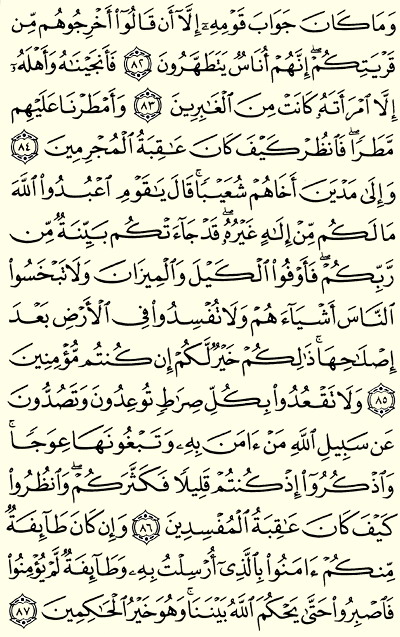 وَمَا كَانَ جَوَابَ قَوْمِهِۦٓ إِلَّآ أَن قَالُوٓا۟ أَخْرِجُوهُم مِّن
قَرْيَتِكُمْ ۖ إِنَّهُمْ أُنَاسٌ يَتَطَهَّرُونَ ٨٢ فَأَنجَيْنَٰهُ وَأَهْلَهُۥٓ
إِلَّا ٱمْرَأَتَهُۥ كَانَتْ مِنَ ٱلْغَٰبِرِينَ ٨٣ وَأَمْطَرْنَا عَلَيْهِم
مَّطَرًا ۖ فَٱنظُرْ كَيْفَ كَانَ عَٰقِبَةُ ٱلْمُجْرِمِينَ ٨٤
وَإِلَىٰ مَدْيَنَ أَخَاهُمْ شُعَيْبًا ۗ قَالَ يَٰقَوْمِ ٱعْبُدُوا۟ ٱللَّهَ
مَا لَكُم مِّنْ إِلَٰهٍ غَيْرُهُۥ ۖ قَدْ جَآءَتْكُم بَيِّنَةٌ مِّن
رَّبِّكُمْ ۖ فَأَوْفُوا۟ ٱلْكَيْلَ وَٱلْمِيزَانَ وَلَا تَبْخَسُوا۟
ٱلنَّاسَ أَشْيَآءَهُمْ وَلَا تُفْسِدُوا۟ فِى ٱلْأَرْضِ بَعْدَ
إِصْلَٰحِهَا ۚ ذَٰلِكُمْ خَيْرٌ لَّكُمْ إِن كُنتُم مُّؤْمِنِينَ
٨٥ وَلَا تَقْعُدُوا۟ بِكُلِّ صِرَٰطٍ تُوعِدُونَ وَتَصُدُّونَ
عَن سَبِيلِ ٱللَّهِ مَنْ ءَامَنَ بِهِۦ وَتَبْغُونَهَا عِوَجًا ۚ
وَٱذْكُرُوٓا۟ إِذْ كُنتُمْ قَلِيلًا فَكَثَّرَكُمْ ۖ وَٱنظُرُوا۟
كَيْفَ كَانَ عَٰقِبَةُ ٱلْمُفْسِدِينَ ٨٦ وَإِن كَانَ طَآئِفَةٌ
مِّنكُمْ ءَامَنُوا۟ بِٱلَّذِىٓ أُرْسِلْتُ بِهِۦ وَطَآئِفَةٌ لَّمْ يُؤْمِنُوا۟
فَٱصْبِرُوا۟ حَتَّىٰ يَحْكُمَ ٱللَّهُ بَيْنَنَا ۚ وَهُوَ خَيْرُ ٱلْحَٰكِمِينَ ٨٧